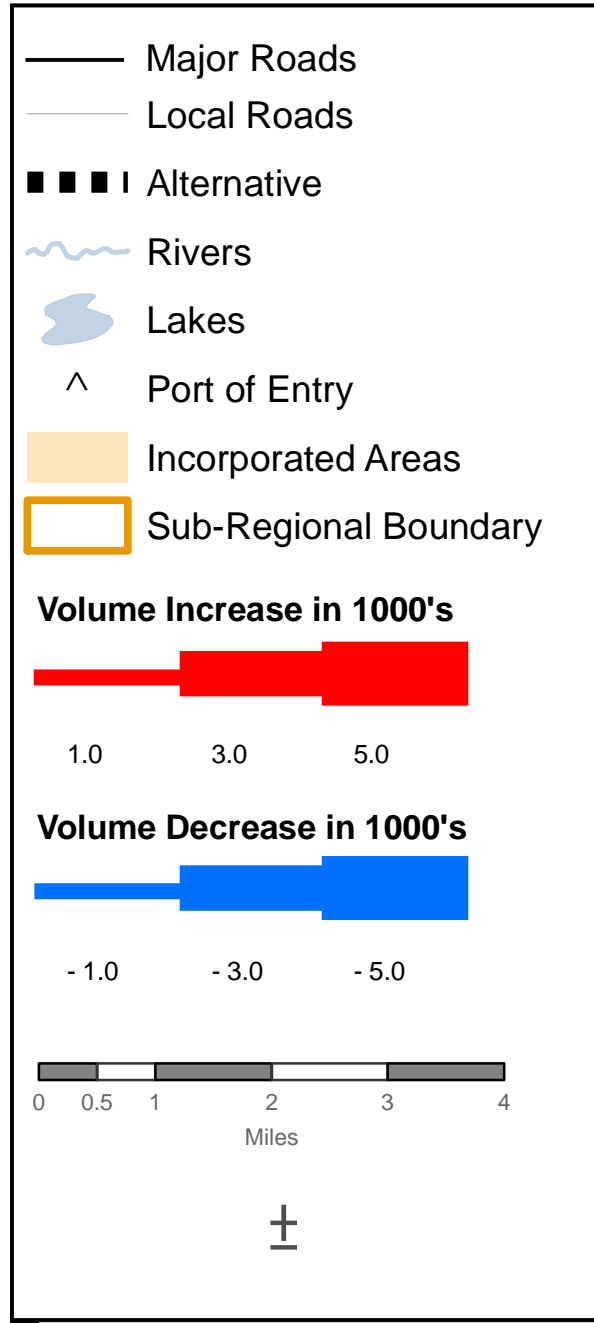 Major Roads
Local Roads
Alternative
Rivers
Lakes
^ Port of Entry
Incorporated Areas
Sub-Regional Boundary
Volume Increase in 1000's
1.0 3.0 5.0
Volume Decrease in 1000's
- 1.0 - 3.0 - 5.0
0 0.5 1 2 3 4
Miles
±